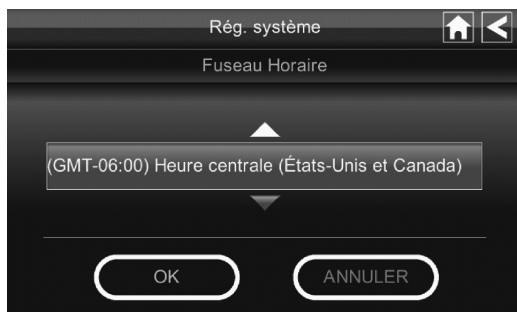 Rég. système
Fuseau Horaire
(GMT-06:00) Heure centrale (États-Unis et Canada)
OK
ANNULER